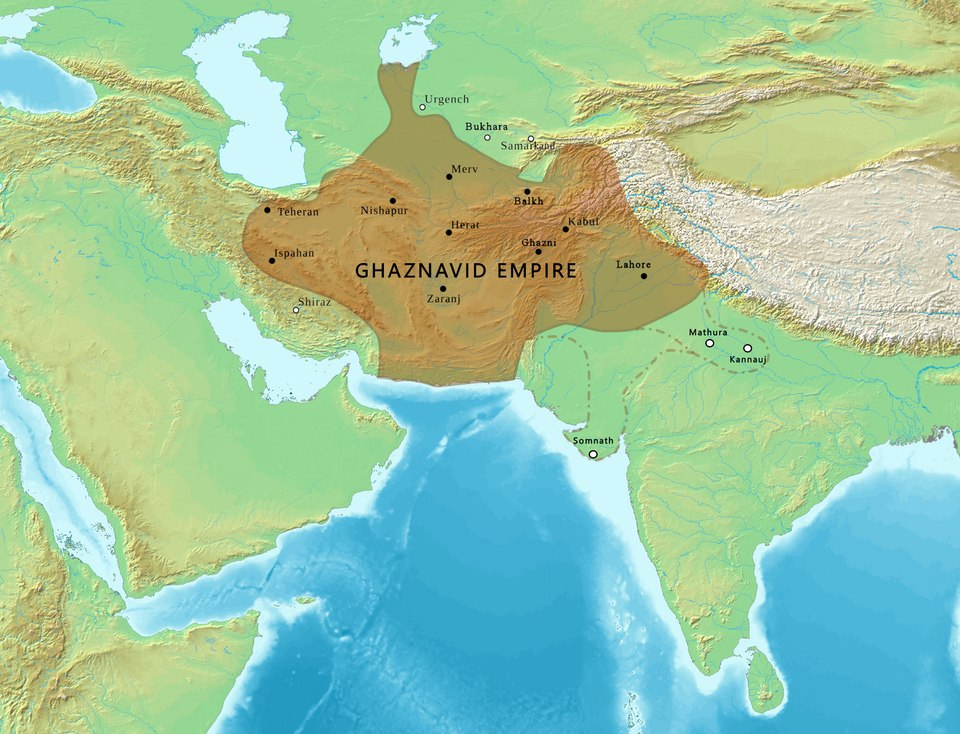 Urgench
Bukhara
Samarkand
Merv
Balkh
Nishapur
Teheran
Herat
Kabul
Ghazni
Ispahan
Lahore
GHAZNAVID EMPIRE
Zaranj
Shiraz
Mathura
Kannauj
Somnath